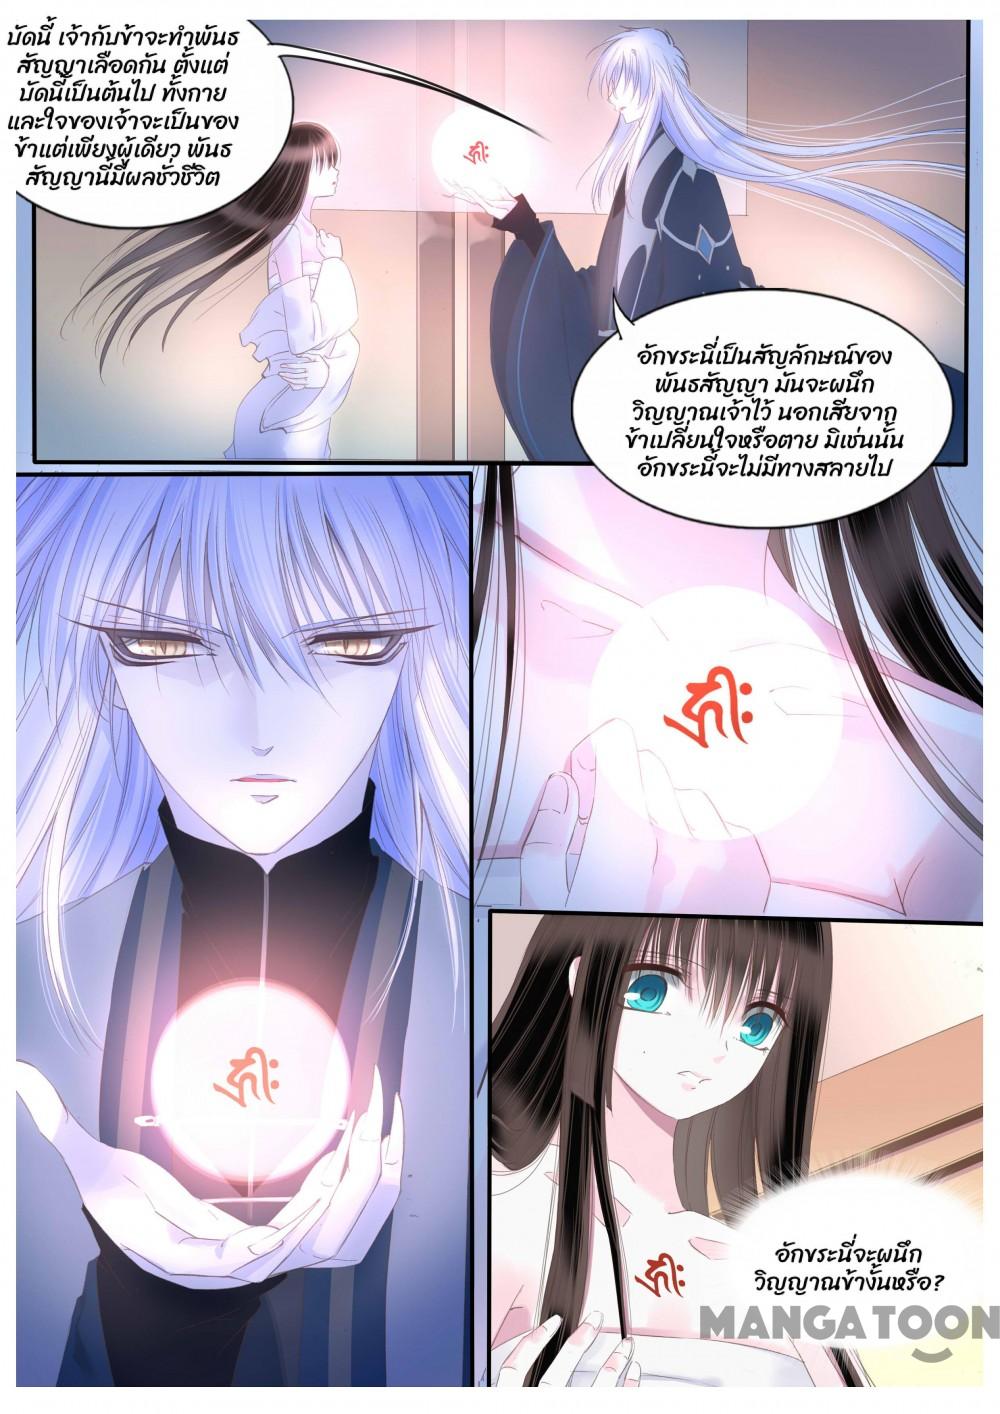 บัดนี้ เจ้ากับข้าจะทำพันธ
สัญญาเลือดกัน ตั้งแต่
บัดนี้เป็นต้นไป ทั้งกาย
และใจของเจ้าจะเป็นของ
ข้าแต่เพียงผู้เดียว พันธ
สัญญานี้มีผลชั่วชีวิต
อักขระนี่เป็นสัญลักษณ์ของ
พันธสัญญา มันจะผนึก
วิญญาณเจ้าไว้ นอกเสียจาก
ข้าเปลี่ยนใจหรือตาย มิเช่นนั้น
อักขระนี้จะไม่มีทางสลายไป
อักขระนี่จะผนึก
วิญญาณข้างั้นหรือ?
MANGATOON